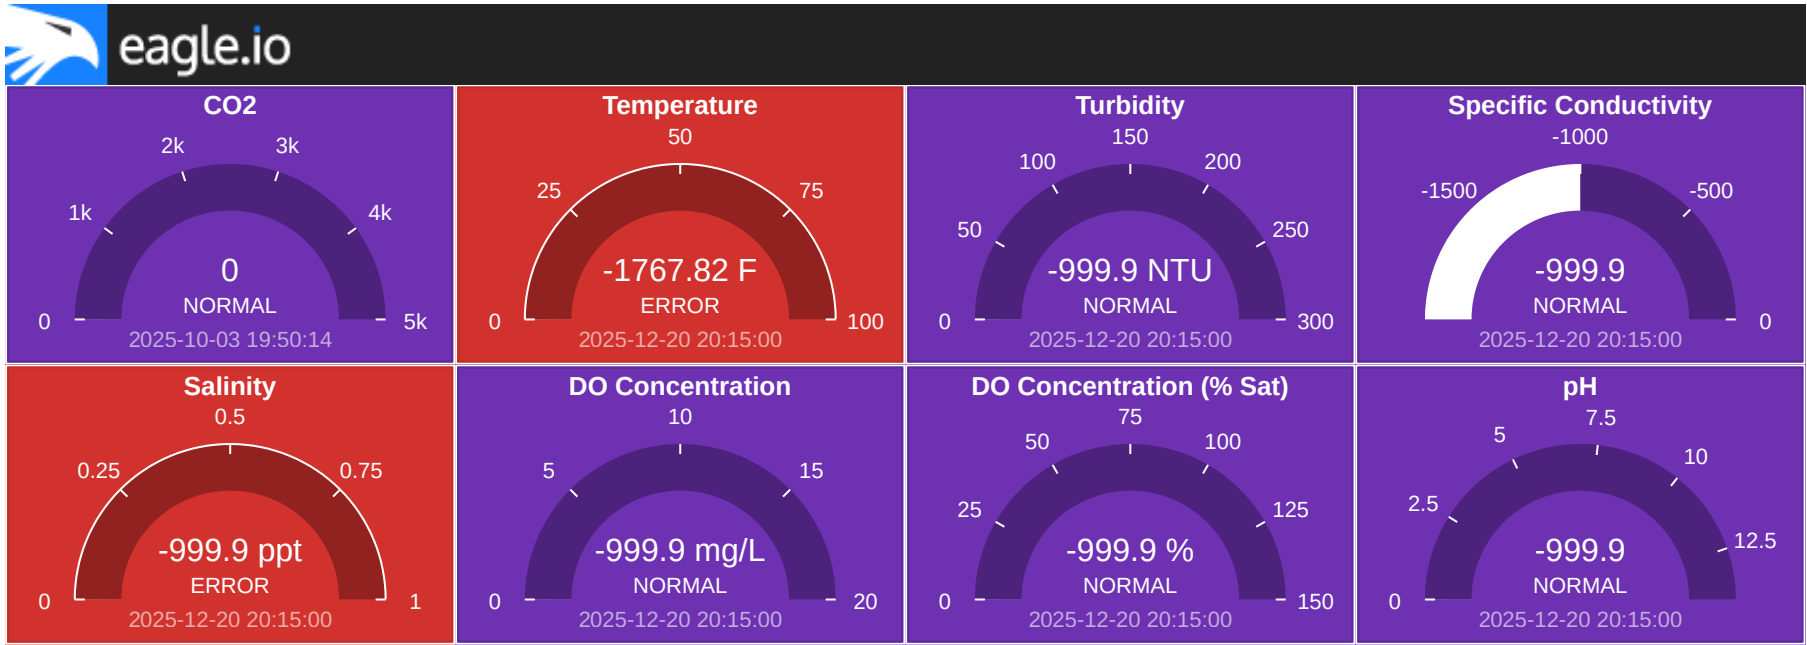 eagle.io
CO2
2k
3k
1k
4k
0
NORMAL
0
5k
2025-10-03 19:50:14
Temperature
50
25
75
-1767.82 F
ERROR
0
100
2025-12-20 20:15:00
Turbidity
150
100
200
50
250
-999.9 NTU
NORMAL
0
300
2025-12-20 20:15:00
Specific Conductivity
-1000
-1500
-500
-999.9
NORMAL
0
2025-12-20 20:15:00
Salinity
0.5
0.25
0.75
-999.9 ppt
ERROR
0
1
2025-12-20 20:15:00
DO Concentration
10
5
15
-999.9 mg/L
NORMAL
0
20
2025-12-20 20:15:00
DO Concentration (% Sat)
75
50
100
25
125
-999.9 %
NORMAL
0
150
2025-12-20 20:15:00
pH
7.5
5
10
2.5
12.5
-999.9
NORMAL
0
2025-12-20 20:15:00